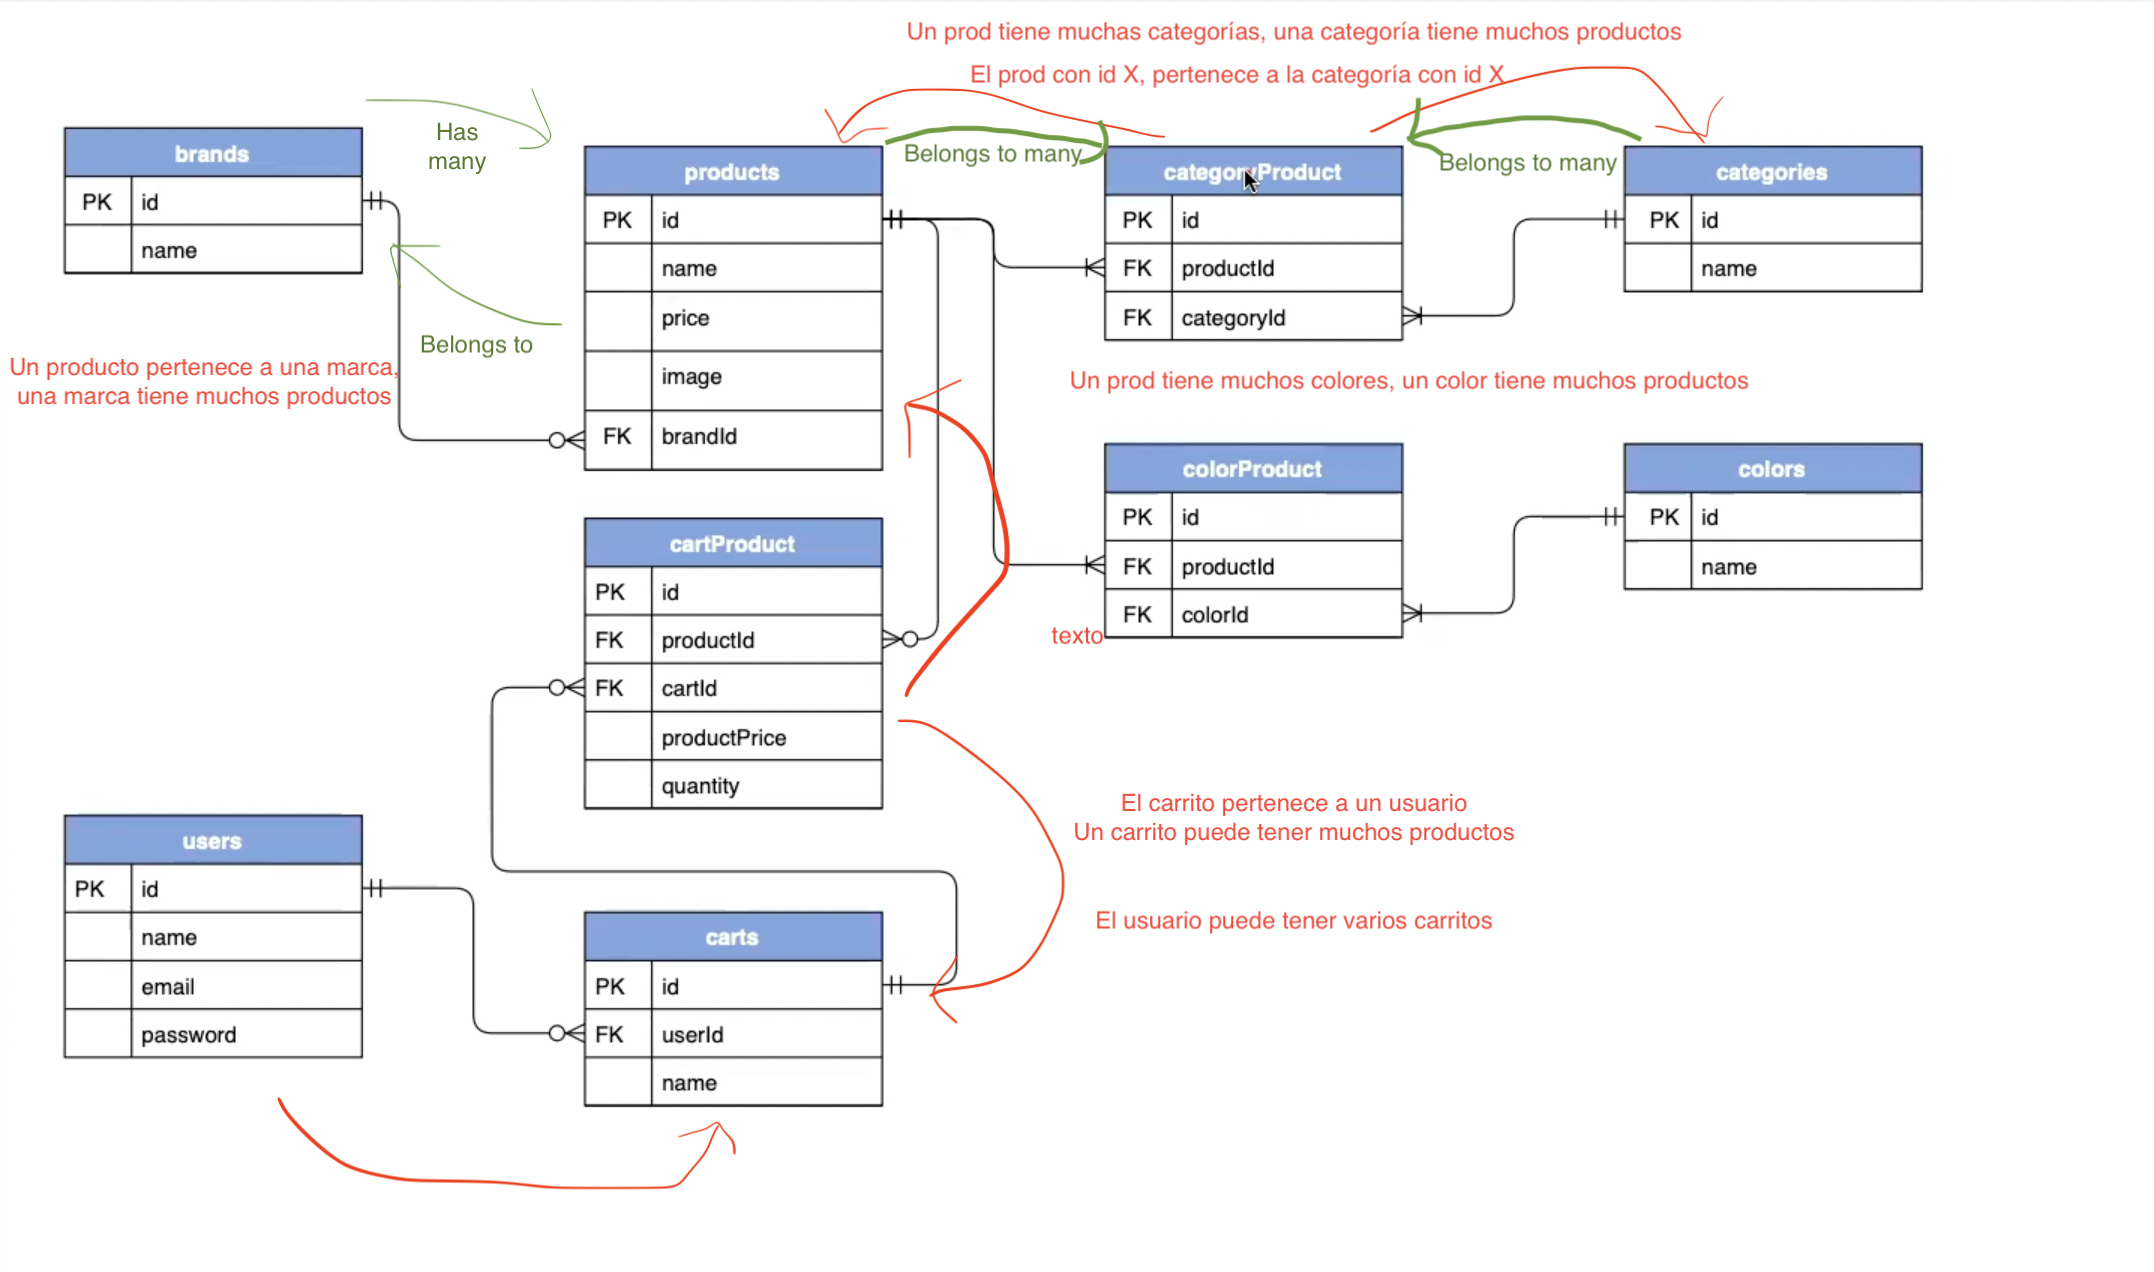 Un prod tiene muchas categorías, una categoría tiene muchos productos
El prod con id X, pertenece a la categoría con id X
Has
many
Belongs to many
Belongs to many
brands
PK id
name
Belongs to
Un producto pertenece a una marca,
una marca tiene muchos productos
products
PK id
name
price
image
FK brandId
categoryProduct
PK id
FK productId
FK categoryId
categories
PK id
name
Un prod tiene muchos colores, un color tiene muchos productos
colorProduct
PK id
FK productId
FK colorId
texto
colors
PK id
name
cartProduct
PK id
FK productId
FK cartId
productPrice
quantity
El carrito pertenece a un usuario
Un carrito puede tener muchos productos
El usuario puede tener varios carritos
users
PK id
name
email
password
carts
PK id
FK userId
name